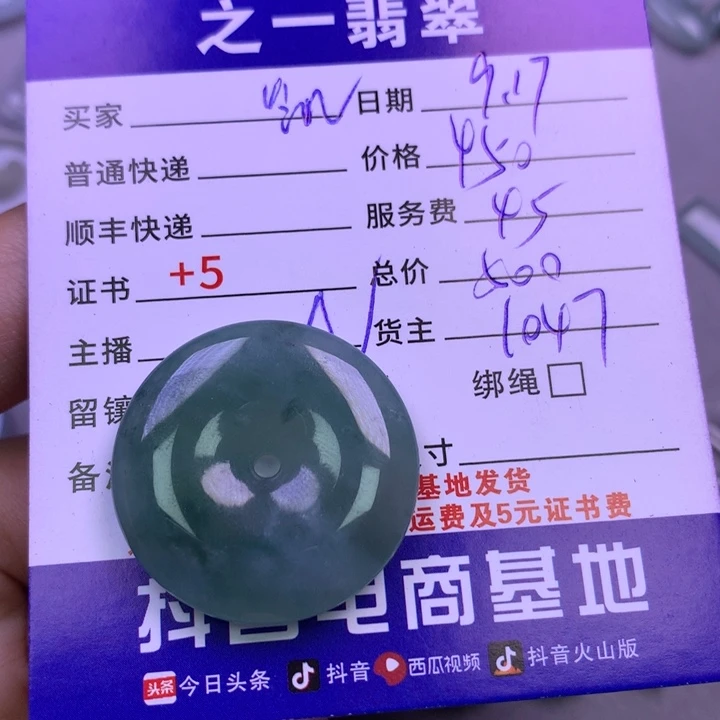 之一翡翠
买家 日期 9.17
普通快递 价格 450
顺丰快递 服务费 45
证书 +5 总价 500
主播 货主 1047
留镶 绑绳
备 寸
基地发货
运费及5元证书费
抖音电商基地
头条 今日头条 抖音 西瓜视频 抖音火山版